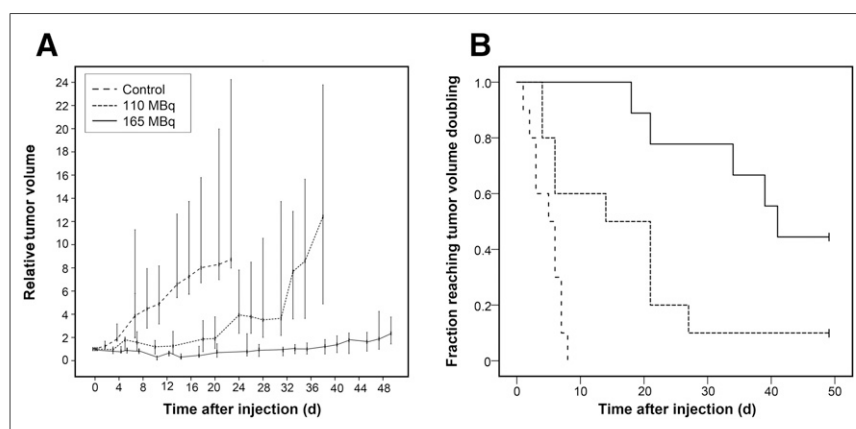 A
Control
110 MBq
165 MBq
24
22
20
18
16
14
12
10
8
6
4
2
0
Relative tumor volume
0 4 8 12 16 20 24 28 32 36 40 44 48
Time after injection (d)
B
1.0
0.8
0.6
0.4
0.2
0
Fraction reaching tumor volume doubling
0 10 20 30 40 50
Time after injection (d)